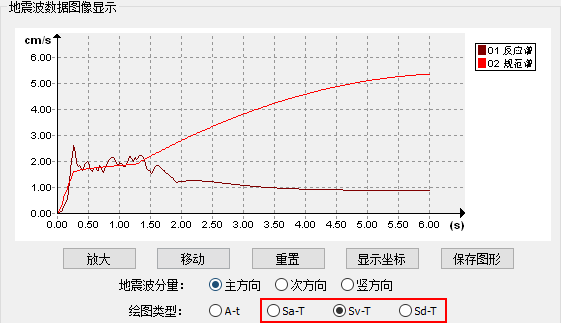 地震波数据图像显示
cm/s
01 反应谱
02 规范谱
6.00
5.00
4.00
3.00
2.00
1.00
0.00
0.00 0.50 1.00 1.50 2.00 2.50 3.00 3.50 4.00 4.50 5.00 5.50 6.00 (s)
放大 移动 重置 显示坐标 保存图形
地震波分量： 主方向 次方向 竖方向
绘图类型： A-t Sa-T Sv-T Sd-T